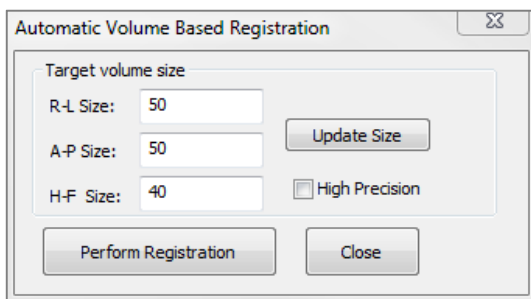 Automatic Volume Based Registration
Target volume size
R-L Size: 50
A-P Size: 50
Update Size
H-F Size: 40
High Precision
Perform Registration Close